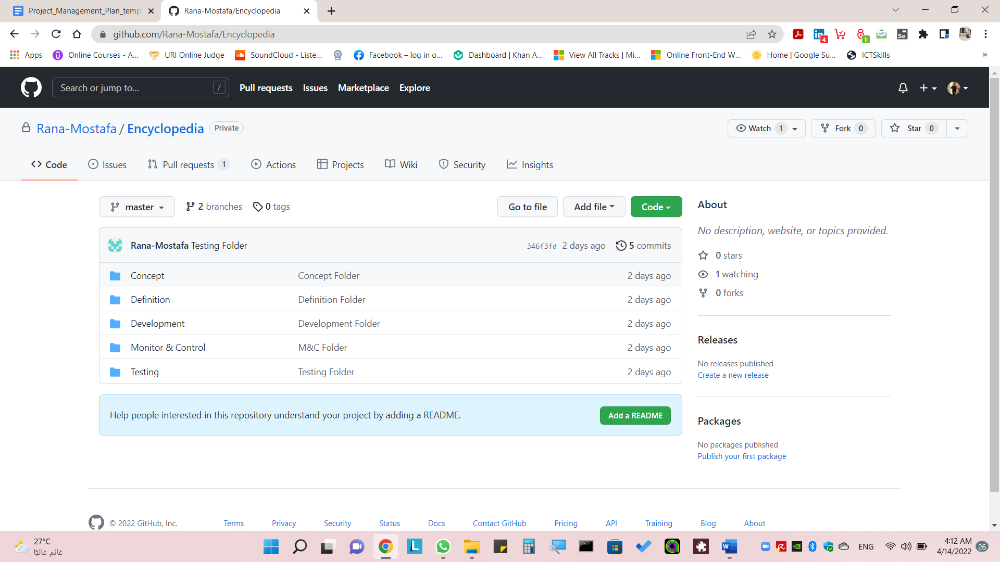 Project_Management_Plan_temp
Rana-Mostafa/Encyclopedia
github.com/Rana-Mostafa/Encyclopedia
4
1
Se
Apps
Online Courses - A...
URI Online Judge
SoundCloud - Liste...
Facebook – log in o...
Dashboard | Khan A...
View All Tracks | Mi...
Online Front-End W...
Home | Google Su...
ICTSkills
»
Search or jump to...
/
Pull requests
Issues
Marketplace
Explore
Rana-Mostafa / Encyclopedia
Private
Watch 1
Fork 0
Star 0
Code
Issues
Pull requests 1
Actions
Projects
Wiki
Security
Insights
master
2 branches
0 tags
Go to file
Add file
Code
Rana-Mostafa Testing Folder
346f3fd 2 days ago
5 commits
Concept
Concept Folder
2 days ago
Definition
Definition Folder
2 days ago
Development
Development Folder
2 days ago
Monitor & Control
M&C Folder
2 days ago
Testing
Testing Folder
2 days ago
Help people interested in this repository understand your project by adding a README.
Add a README
About
No description, website, or topics provided.
0 stars
1 watching
0 forks
Releases
No releases published
Create a new release
Packages
No packages published
Publish your first package
© 2022 GitHub, Inc.
Terms
Privacy
Security
Status
Docs
Contact GitHub
Pricing
API
Training
Blog
About
27°C
غائم غالبًا
L
W
ENG
4:12 AM
4/14/2022
26